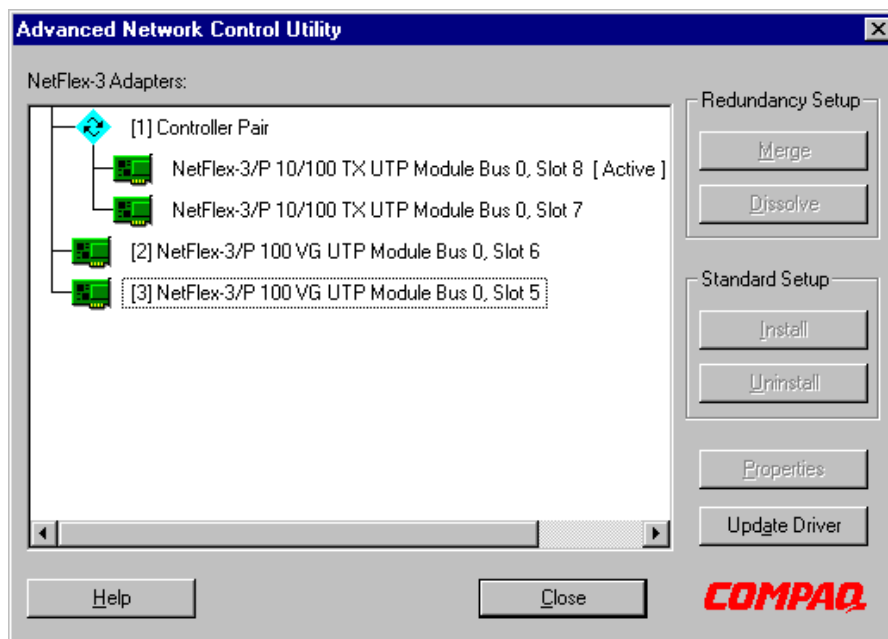 Advanced Network Control Utility
NetFlex-3 Adapters:
[1] Controller Pair
NetFlex-3/P 10/100 TX UTP Module Bus 0, Slot 8 [ Active ]
NetFlex-3/P 10/100 TX UTP Module Bus 0, Slot 7
[2] NetFlex-3/P 100 VG UTP Module Bus 0, Slot 6
[3] NetFlex-3/P 100 VG UTP Module Bus 0, Slot 5
Redundancy Setup
Merge
Dissolve
Standard Setup
Install
Uninstall
Properties
Update Driver
Help
Close
COMPAQ